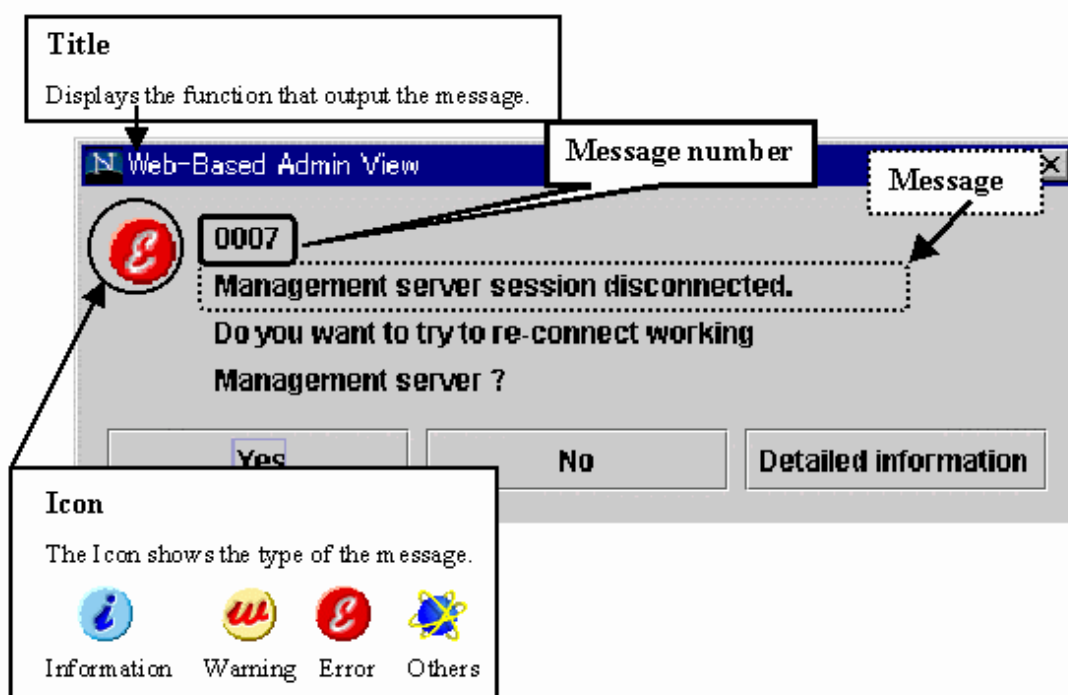 Title
Displays the function that output the message.
Message number
Web-Based Admin View
Message
0007
Management server session disconnected.
Do you want to try to re-connect working
Management server ?
Yes
No
Detailed information
Icon
The Icon shows the type of the message.
Information Warning Error Others